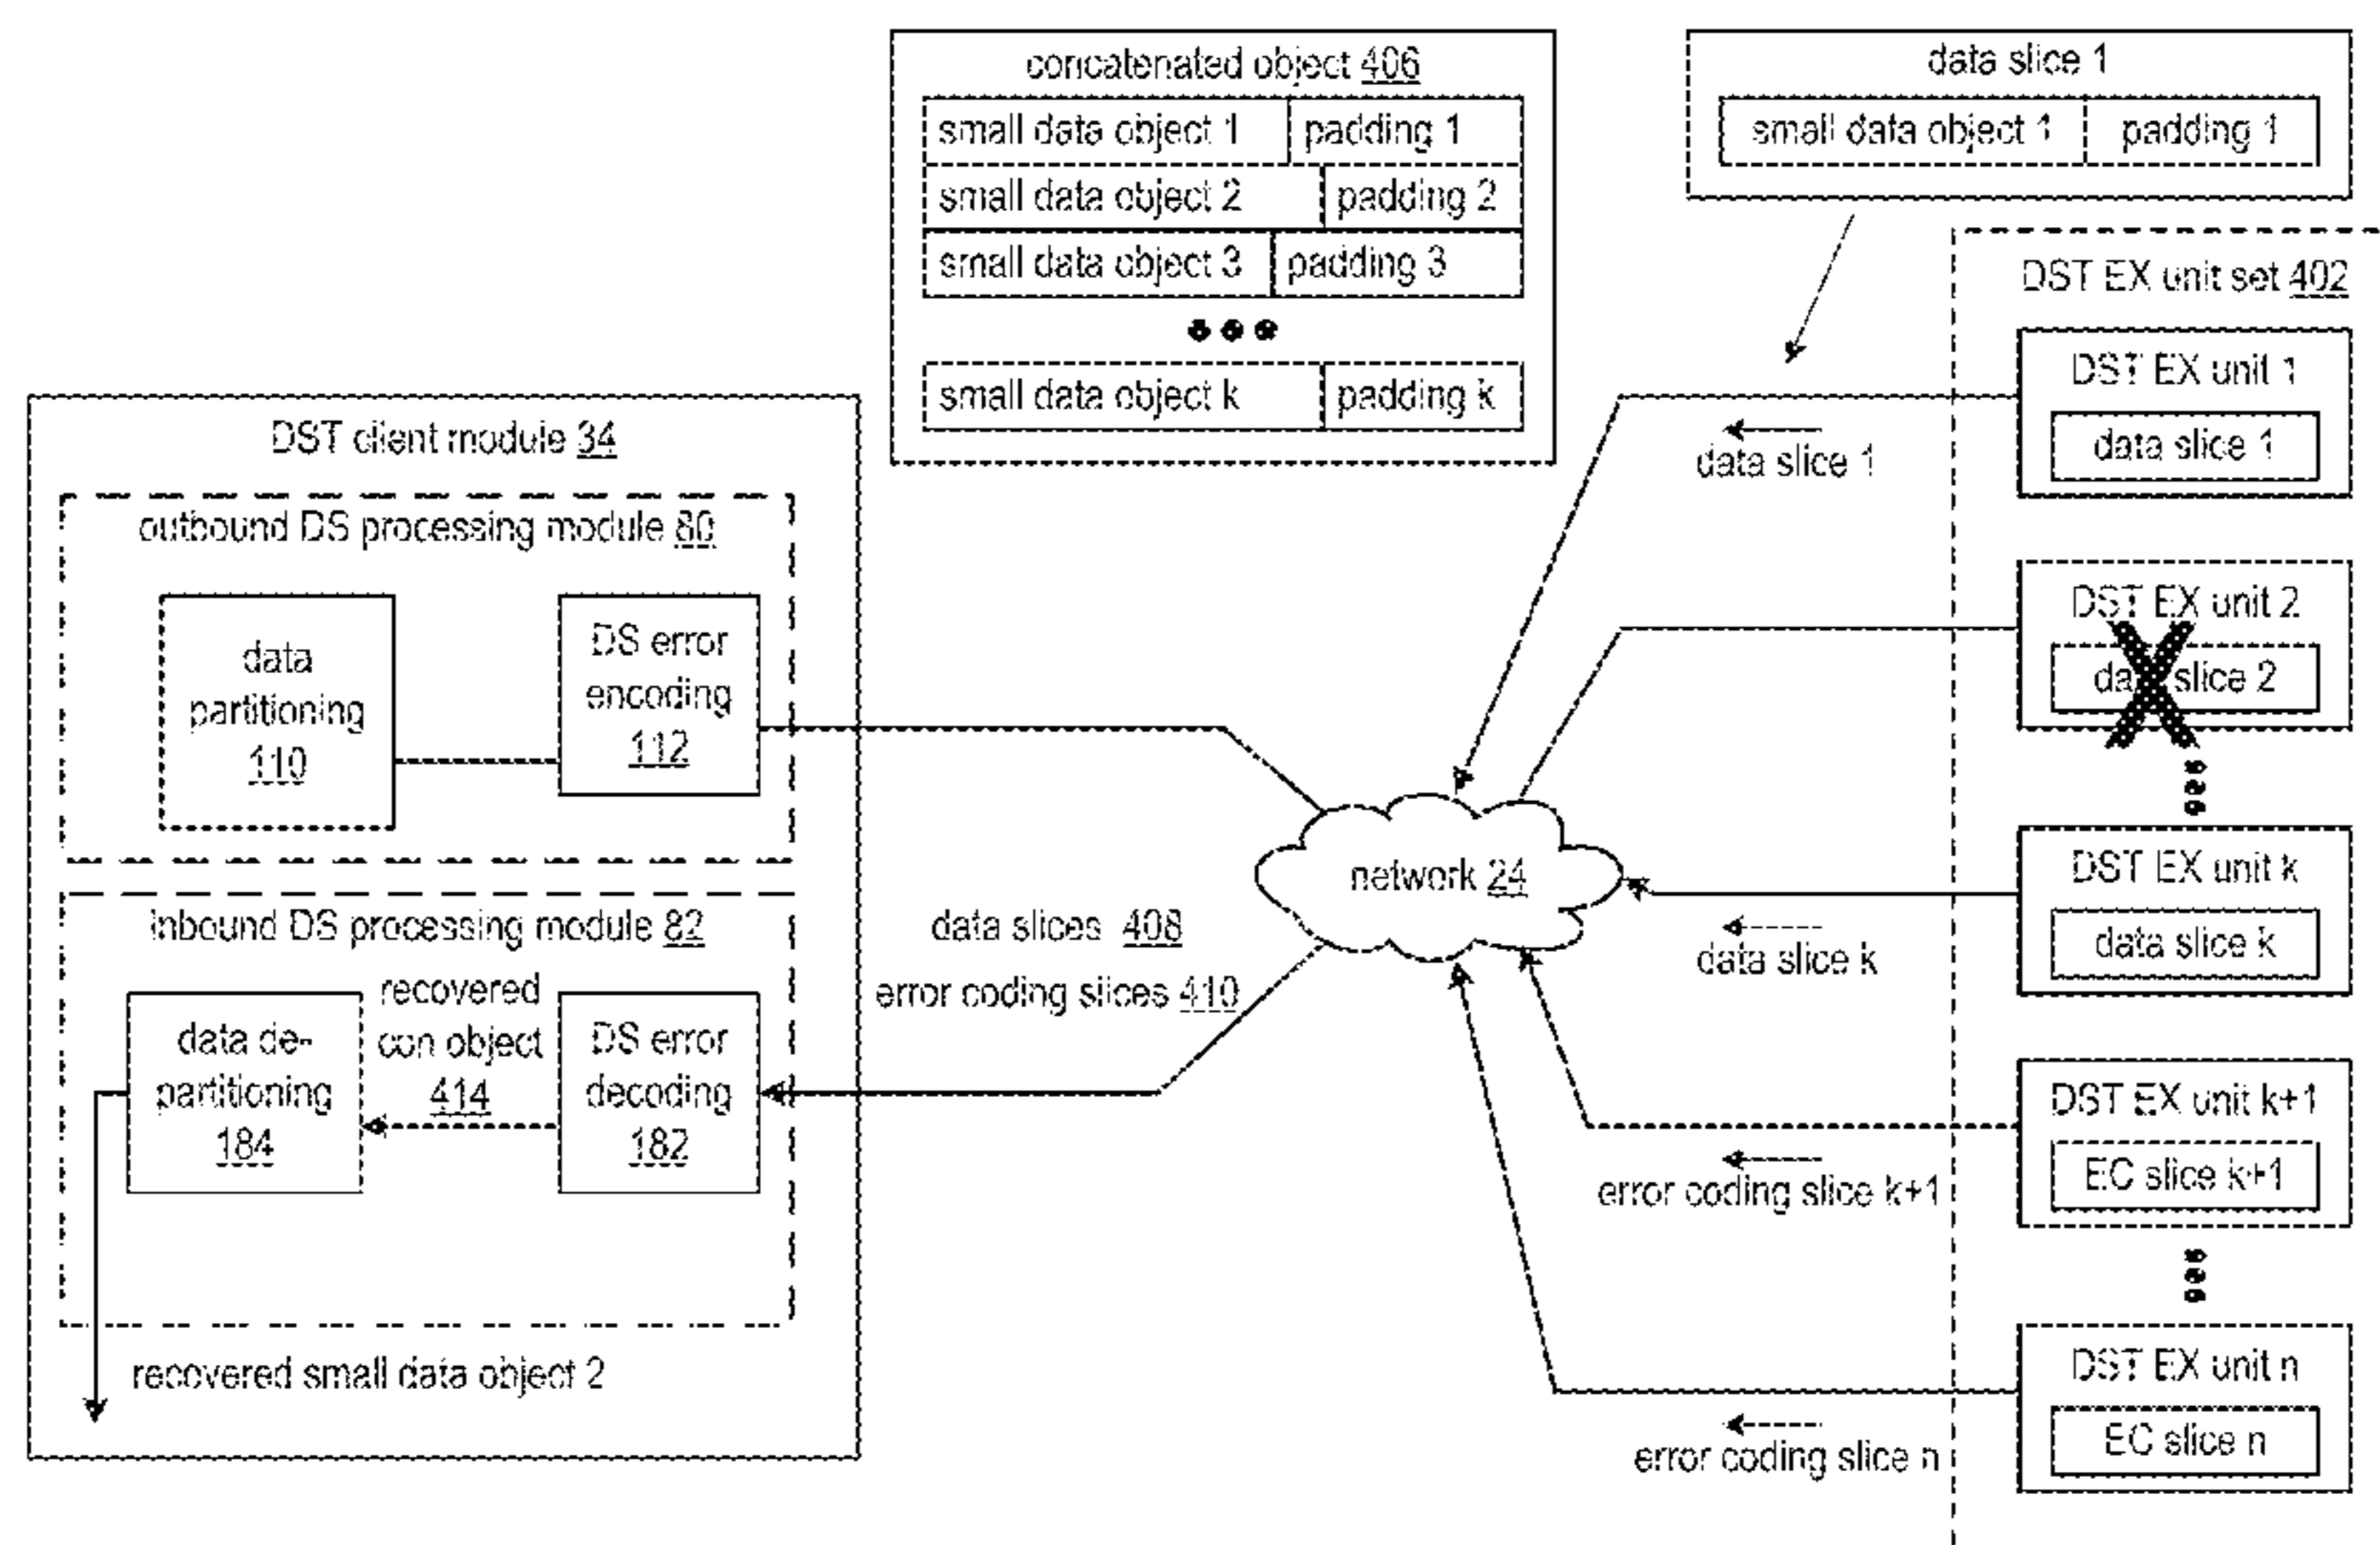 concatenated object 406
small data object 1 padding 1
small data object 2 padding 2
small data object 3 padding 3
small data object k padding k
data slice 1
small data object 1 padding 1
DST EX unit set 402
DST EX unit 1
data slice 1
data slice 1
DST EX unit 2
data slice 2
DST EX unit k
data slice k
data slice k
DST EX unit k+1
EC slice k+1
error coding slice k+1
DST EX unit n
EC slice n
error coding slice n
network 24
DST client module 34
outbound DS processing module 80
data
partitioning
110
DS error
encoding
112
inbound DS processing module 82
data de-
partitioning
184
recovered
con object
414
DS error
decoding
182
data slices 408
error coding slices 410
recovered small data object 2